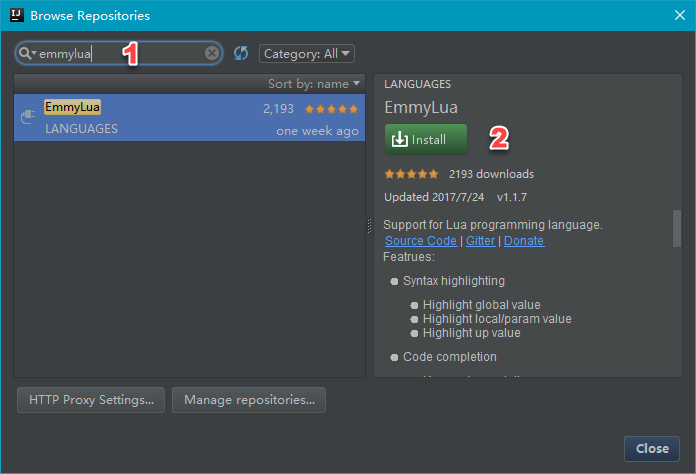 IJ Browse Repositories
emmylua
1
Category: All
Sort by: name
EmmyLua
2,193
LANGUAGES
one week ago
LANGUAGES
EmmyLua
Install
2
2193 downloads
Updated 2017/7/24 v1.1.7
Support for Lua programming language.
Source Code | Gitter | Donate
Featrues:
Syntax highlighting
Highlight global value
Highlight local/param value
Highlight up value
Code completion
HTTP Proxy Settings...
Manage repositories...
Close